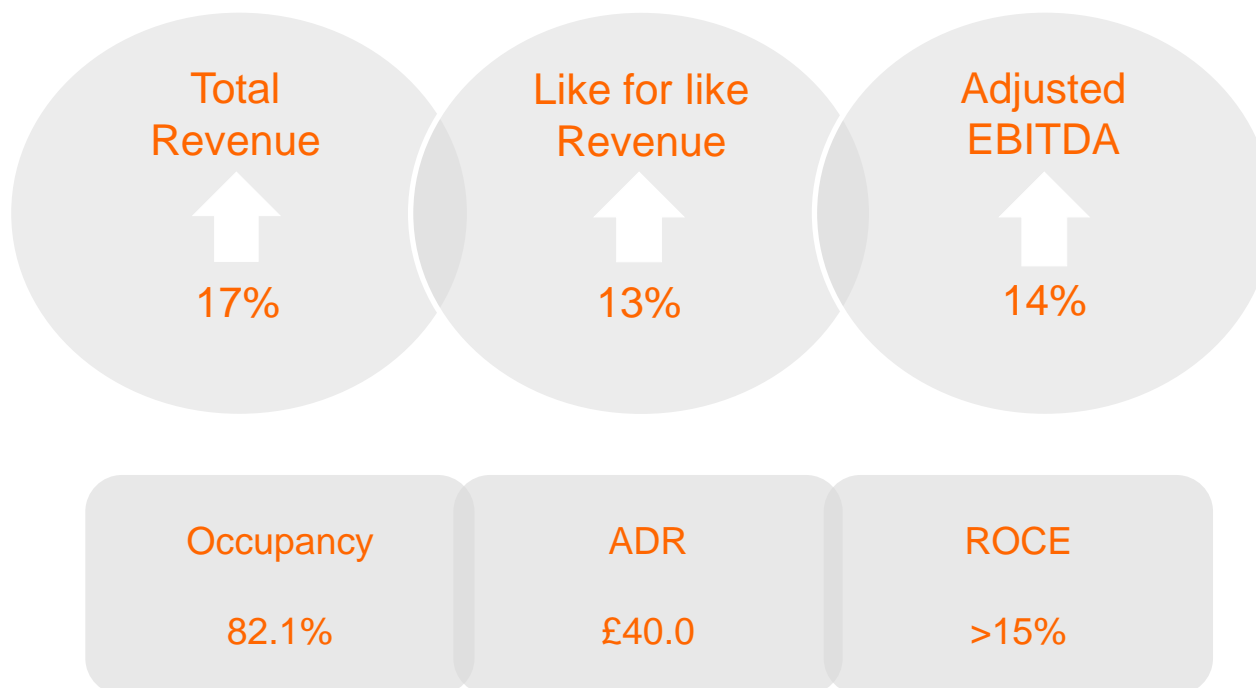 Total
Revenue
17%
Like for like
Revenue
13%
Adjusted
EBITDA
14%
Occupancy
82.1%
ADR
£40.0
ROCE
>15%